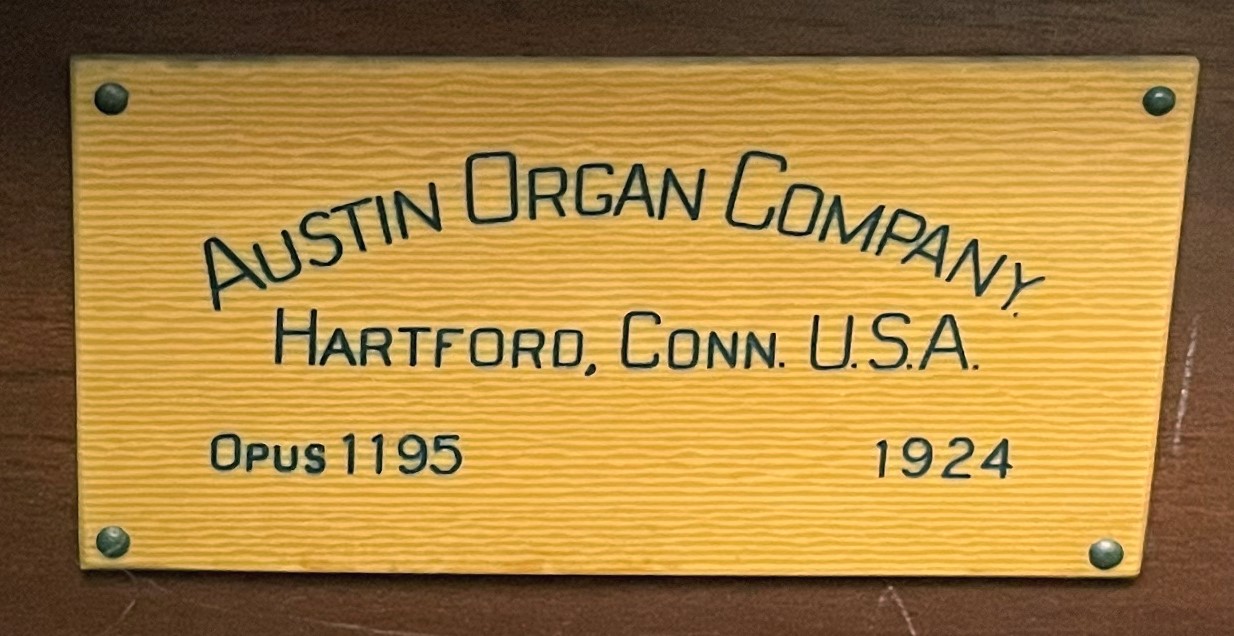 Austin Organ Company.
Hartford, Conn. U.S.A.
Opus 1195 1924